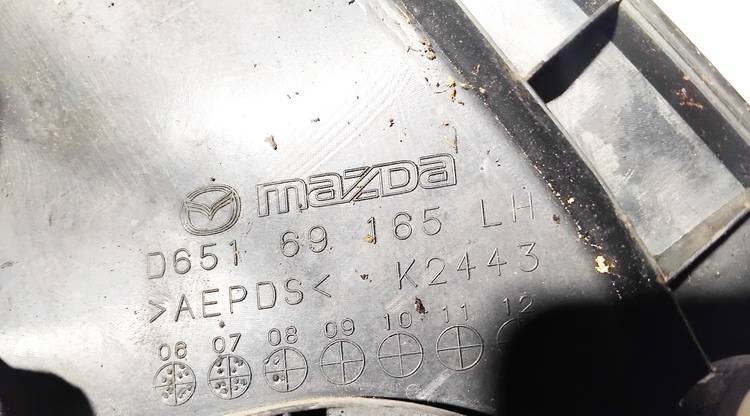 mazda
D651 69 165 LH
>AEPDS< K2443
06 07 08 09 10 11 12